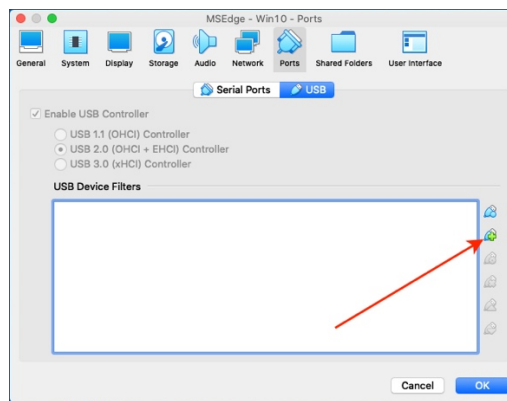 MSEdge - Win10 - Ports
General System Display Storage Audio Network Ports Shared Folders User Interface
Serial Ports USB
Enable USB Controller
USB 1.1 (OHCI) Controller
USB 2.0 (OHCI + EHCI) Controller
USB 3.0 (xHCI) Controller
USB Device Filters
Cancel OK